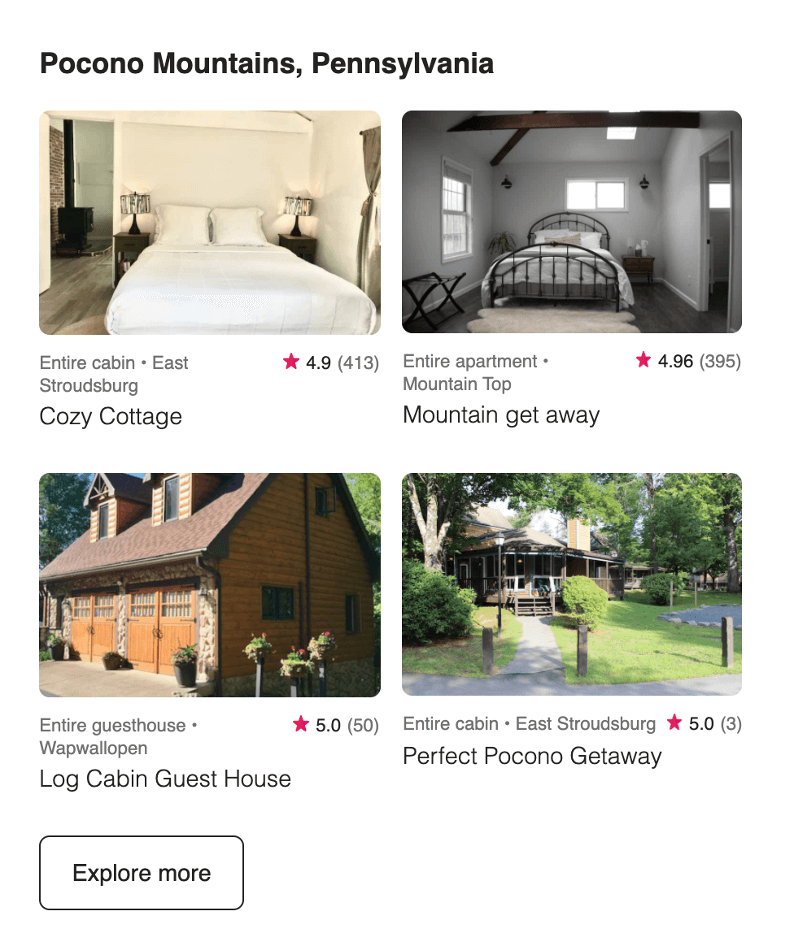 Pocono Mountains, Pennsylvania
Entire cabin • East
Stroudsburg
★ 4.9 (413)
Cozy Cottage
Entire apartment •
Mountain Top
★ 4.96 (395)
Mountain get away
Entire guesthouse •
Wapwallopen
★ 5.0 (50)
Log Cabin Guest House
Entire cabin • East Stroudsburg ★ 5.0 (3)
Perfect Pocono Getaway
Explore more